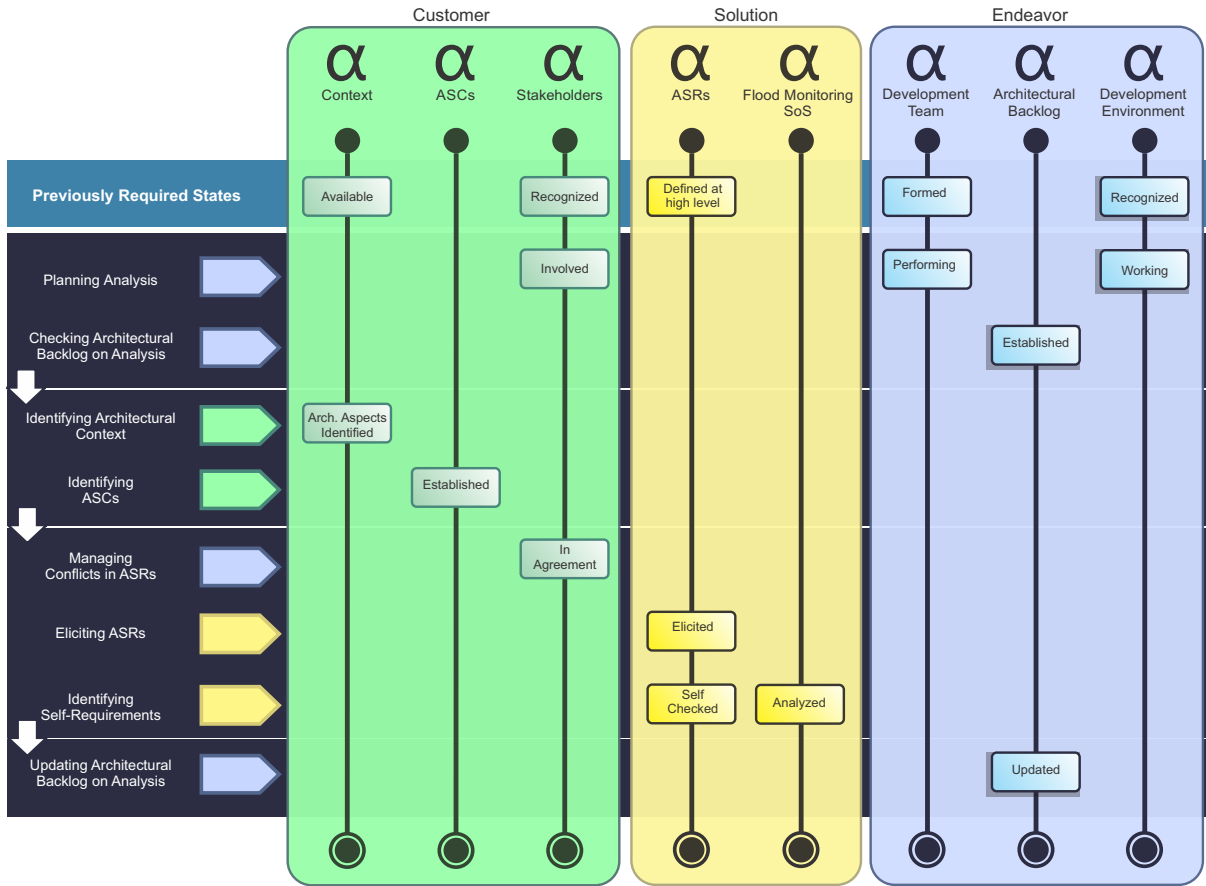 Customer
Solution
Endeavor
α
α
α
α
α
α
α
α
Context
ASCs
Stakeholders
ASRs
Flood Monitoring
SoS
Development
Team
Architectural
Backlog
Development
Environment
Previously Required States
Available
Recognized
Defined at
high level
Formed
Recognized
Planning Analysis
Involved
Performing
Working
Checking Architectural
Backlog on Analysis
Established
Identifying Architectural
Context
Arch. Aspects
Identified
Identifying
ASCs
Established
Managing
Conflicts in ASRs
In
Agreement
Eliciting ASRs
Elicited
Identifying
Self-Requirements
Self
Checked
Analyzed
Updating Architectural
Backlog on Analysis
Updated